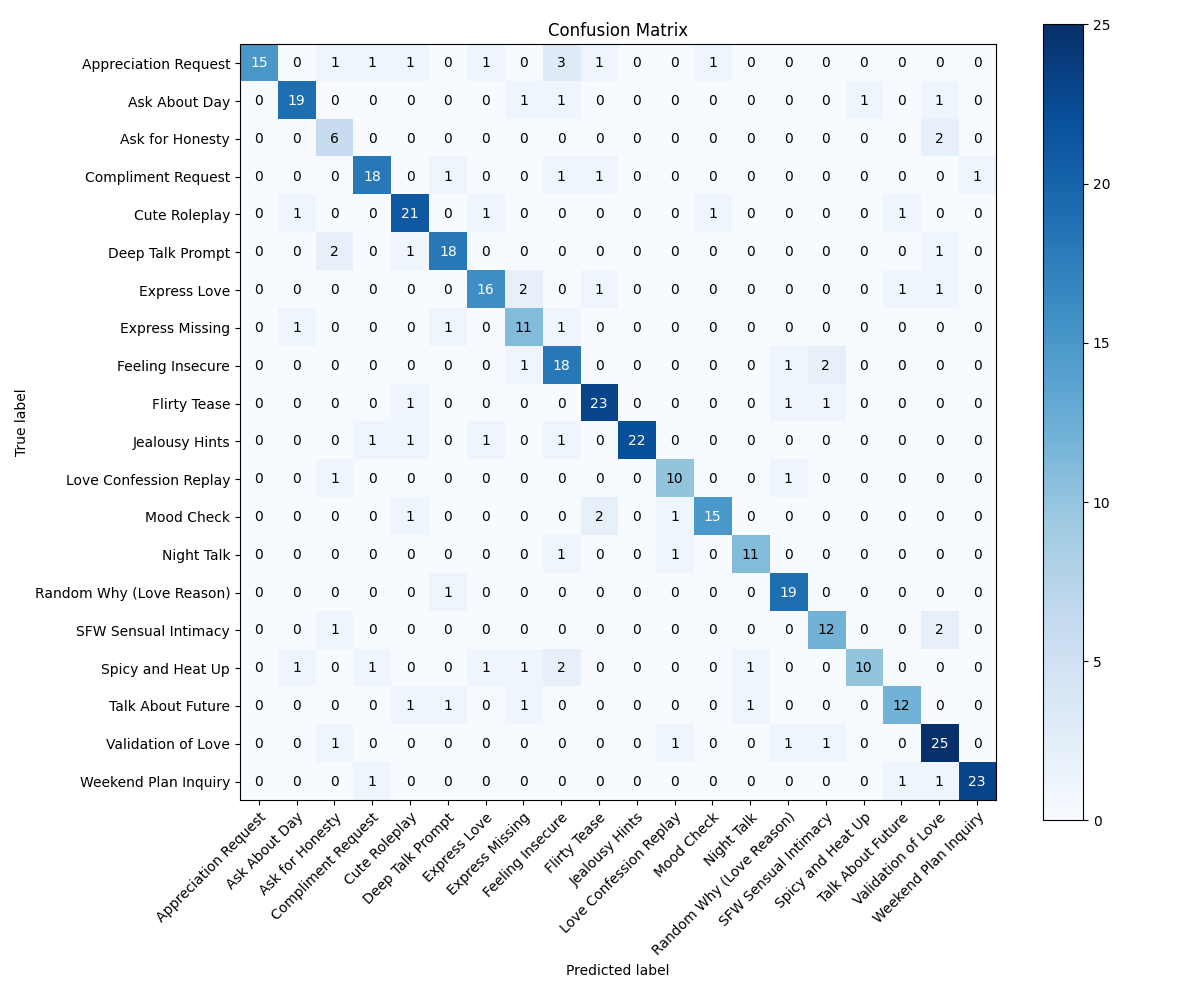 Confusion Matrix
Appreciation Request 15 0 1 1 1 0 1 0 3 1 0 0 1 0 0 0 0 0 0 0
Ask About Day 0 19 0 0 0 0 0 1 1 0 0 0 0 0 0 0 1 0 1 0
Ask for Honesty 0 0 6 0 0 0 0 0 0 0 0 0 0 0 0 0 0 0 2 0
Compliment Request 0 0 0 18 0 1 0 0 1 1 0 0 0 0 0 0 0 0 0 1
Cute Roleplay 0 1 0 0 21 0 1 0 0 0 0 0 1 0 0 0 0 1 0 0
Deep Talk Prompt 0 0 2 0 1 18 0 0 0 0 0 0 0 0 0 0 0 0 1 0
Express Love 0 0 0 0 0 0 16 2 0 1 0 0 0 0 0 0 0 1 1 0
Express Missing 0 1 0 0 0 1 0 11 1 0 0 0 0 0 0 0 0 0 0 0
Feeling Insecure 0 0 0 0 0 0 0 1 18 0 0 0 0 0 1 2 0 0 0 0
Flirty Tease 0 0 0 0 1 0 0 0 0 23 0 0 0 0 1 1 0 0 0 0
Jealousy Hints 0 0 0 1 1 0 1 0 1 0 22 0 0 0 0 0 0 0 0 0
Love Confession Replay 0 0 1 0 0 0 0 0 0 0 0 10 0 0 1 0 0 0 0 0
Mood Check 0 0 0 0 1 0 0 0 0 2 0 1 15 0 0 0 0 0 0 0
Night Talk 0 0 0 0 0 0 0 0 1 0 0 1 0 11 0 0 0 0 0 0
Random Why (Love Reason) 0 0 0 0 0 1 0 0 0 0 0 0 0 0 19 0 0 0 0 0
SFW Sensual Intimacy 0 0 1 0 0 0 0 0 0 0 0 0 0 0 0 12 0 0 2 0
Spicy and Heat Up 0 1 0 1 0 0 1 1 2 0 0 0 0 1 0 0 10 0 0 0
Talk About Future 0 0 0 0 1 1 0 1 0 0 0 0 0 1 0 0 0 12 0 0
Validation of Love 0 0 1 0 0 0 0 0 0 0 0 1 0 0 1 1 0 0 25 0
Weekend Plan Inquiry 0 0 0 1 0 0 0 0 0 0 0 0 0 0 0 0 0 1 1 23
True label
Appreciation Request
Ask About Day
Ask for Honesty
Compliment Request
Cute Roleplay
Deep Talk Prompt
Express Love
Express Missing
Feeling Insecure
Flirty Tease
Jealousy Hints
Love Confession Replay
Mood Check
Night Talk
Random Why (Love Reason)
SFW Sensual Intimacy
Spicy and Heat Up
Talk About Future
Validation of Love
Weekend Plan Inquiry
Predicted label
25
20
15
10
5
0